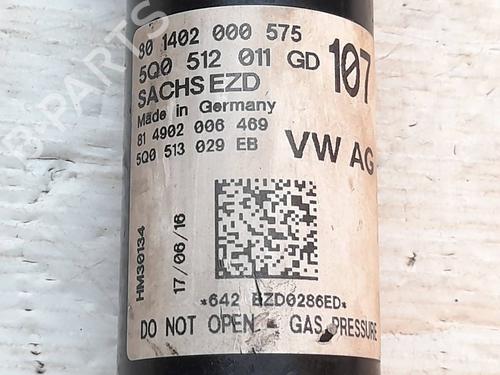 80 1402 000 575
5Q0 512 011 GD 107
SACHS EZD
Made in Germany
81 4902 006 469
5Q0 513 029 EB
VW AG
HM30134
17/06/16
*642 BZD0286ED*
DO NOT OPEN - GAS PRESSURE